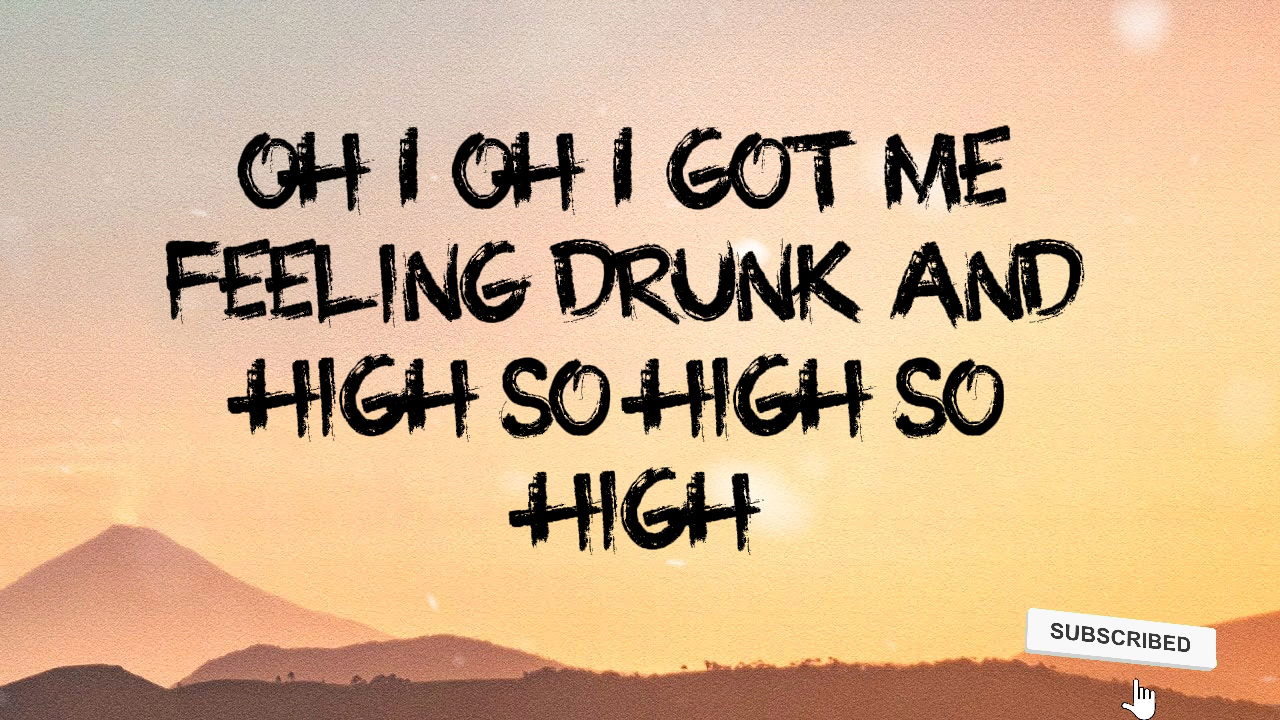 OH I OH I GOT ME
FEELING DRUNK AND
HIGH SO HIGH SO
HIGH
SUBSCRIBED